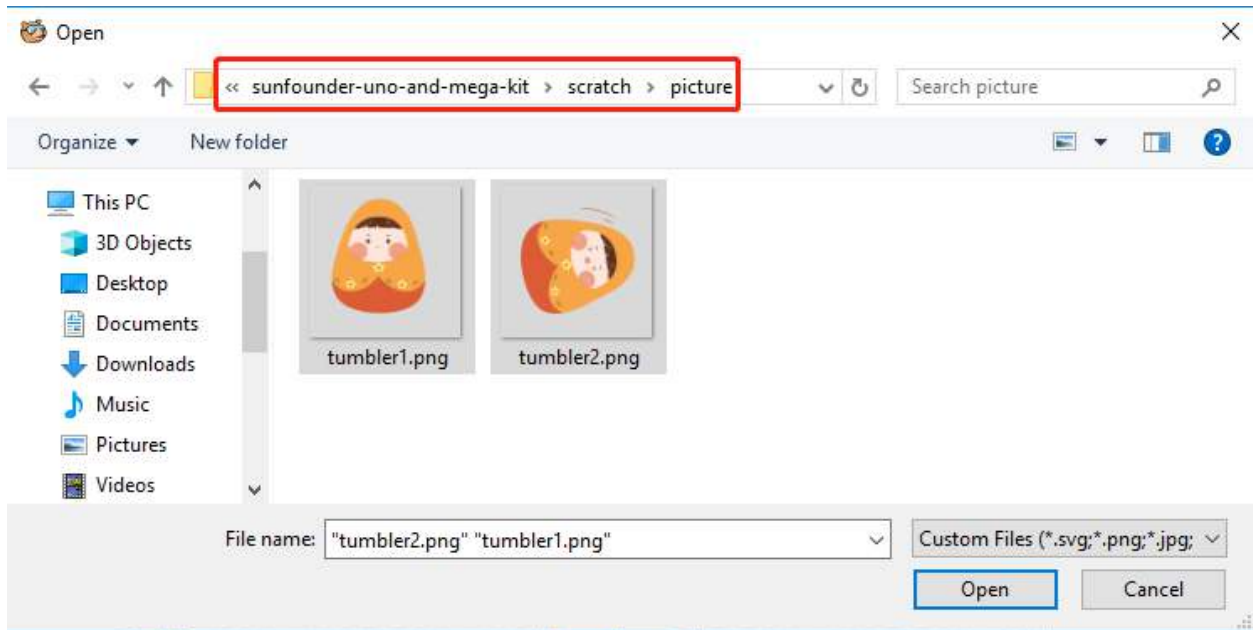 Open
« sunfounder-uno-and-mega-kit > scratch > picture
Search picture
Organize
New folder
?
This PC
3D Objects
Desktop
Documents
Downloads
Music
Pictures
Videos
tumbler1.png
tumbler2.png
File name:
"tumbler2.png" "tumbler1.png"
Custom Files (*.svg;*.png;*.jpg;
Open
Cancel